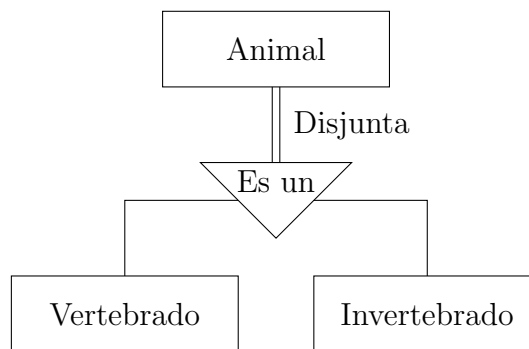 Animal
Disjunta
Es un
Vertebrado
Invertebrado